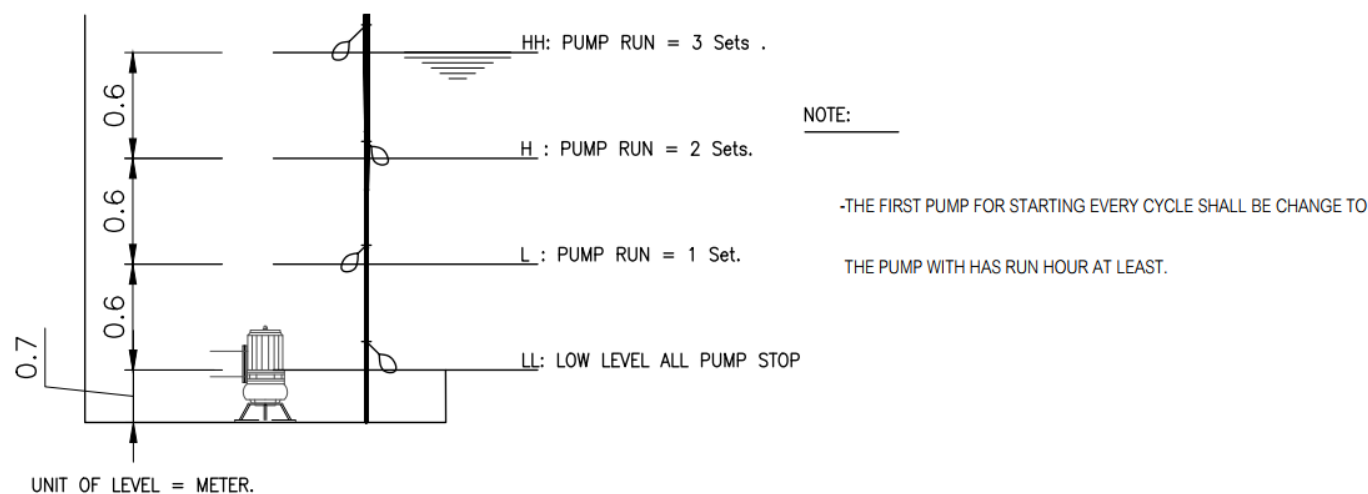 HH: PUMP RUN = 3 Sets .
0.6
NOTE:
H : PUMP RUN = 2 Sets.
0.6
-THE FIRST PUMP FOR STARTING EVERY CYCLE SHALL BE CHANGE TO
L : PUMP RUN = 1 Set.
THE PUMP WITH HAS RUN HOUR AT LEAST.
0.6
0.7
LL: LOW LEVEL ALL PUMP STOP
UNIT OF LEVEL = METER.